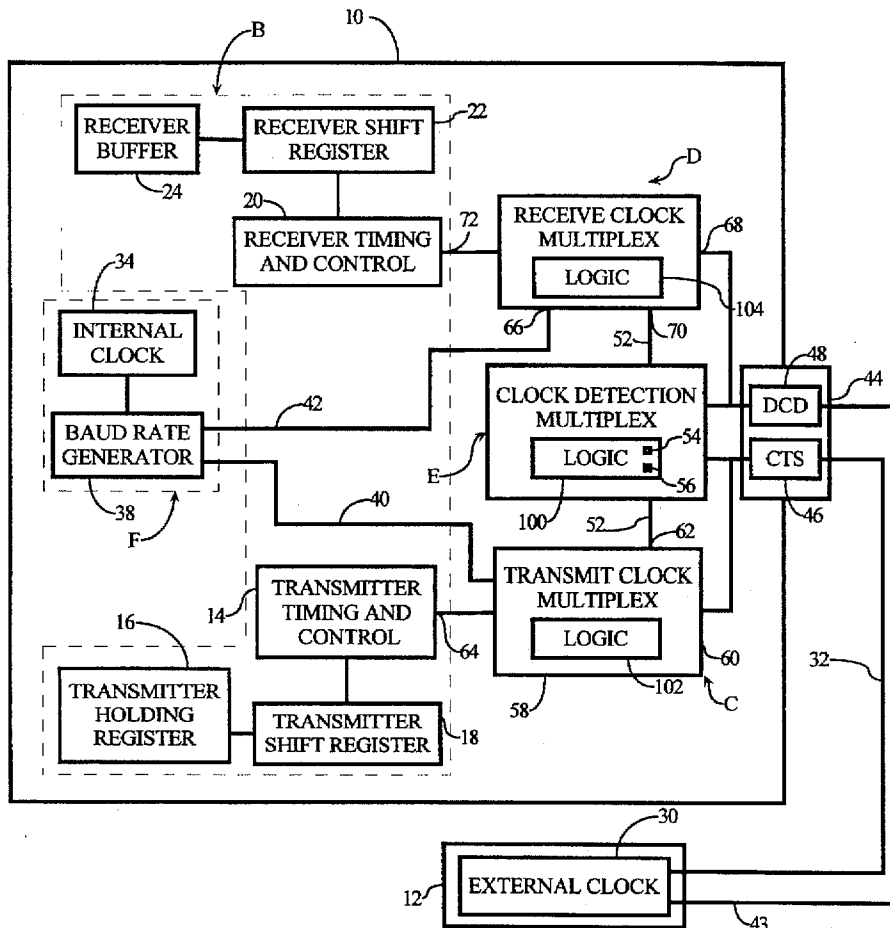 10
B
RECEIVER
BUFFER
24
RECEIVER SHIFT
REGISTER
22
20
RECEIVER TIMING
AND CONTROL
72
D
RECEIVE CLOCK
MULTIPLEX
LOGIC
68
104
66
52
70
34
INTERNAL
CLOCK
BAUD RATE
GENERATOR
38
F
42
40
CLOCK DETECTION
MULTIPLEX
LOGIC
54
56
E
100
48
44
DCD
CTS
46
52
62
TRANSMIT CLOCK
MULTIPLEX
LOGIC
102
58
60
C
32
14
TRANSMITTER
TIMING AND
CONTROL
64
16
TRANSMITTER
HOLDING
REGISTER
TRANSMITTER
SHIFT REGISTER
18
30
12
EXTERNAL CLOCK
43